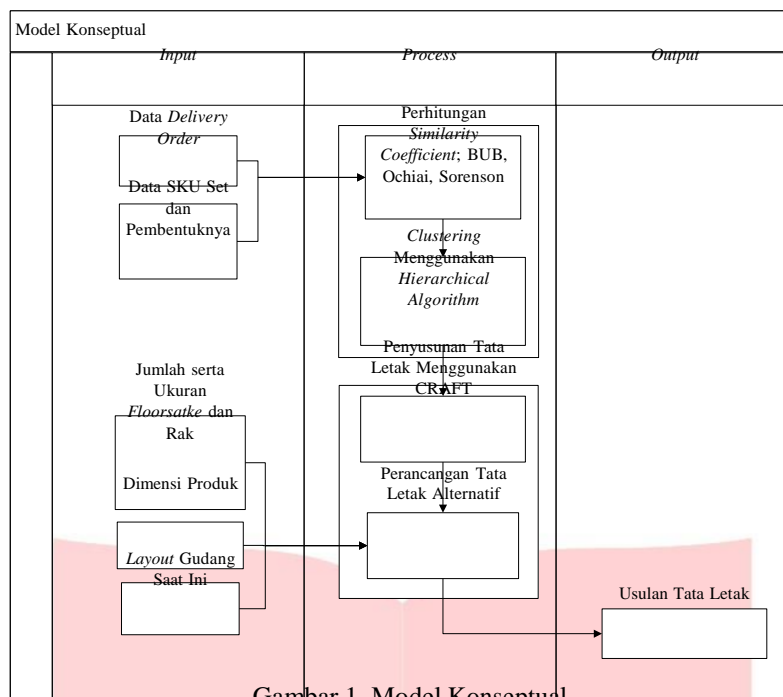 Model Konseptual
Input
Process
Output
Data Delivery
Order
Data SKU Set
dan
Pembentuknya
Perhitungan
Similarity
Coefficient; BUB,
Ochiai, Sorenson
Clustering
Menggunakan
Hierarchical
Algorithm
Jumlah serta
Ukuran
Floorsatke dan
Rak
Dimensi Produk
Layout Gudang
Saat Ini
Penyusunan Tata
Letak Menggunakan
CRAFT
Perancangan Tata
Letak Alternatif
Usulan Tata Letak
Gambar 1. Model Konseptual